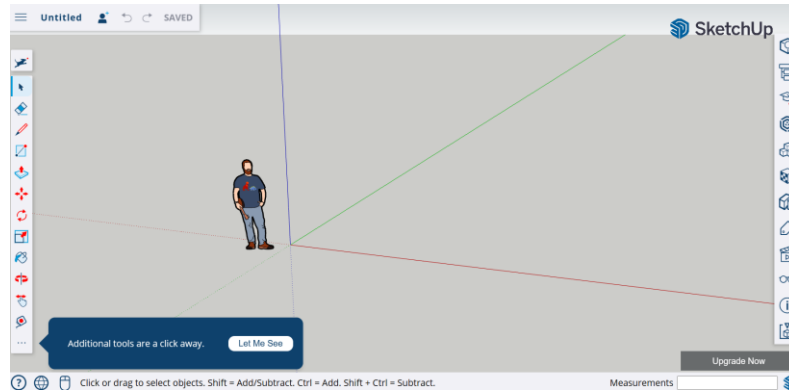 Untitled SAVED
SketchUp
Additional tools are a click away. Let Me See
Upgrade Now
Click or drag to select objects. Shift = Add/Subtract. Ctrl = Add. Shift + Ctrl = Subtract. Measurements